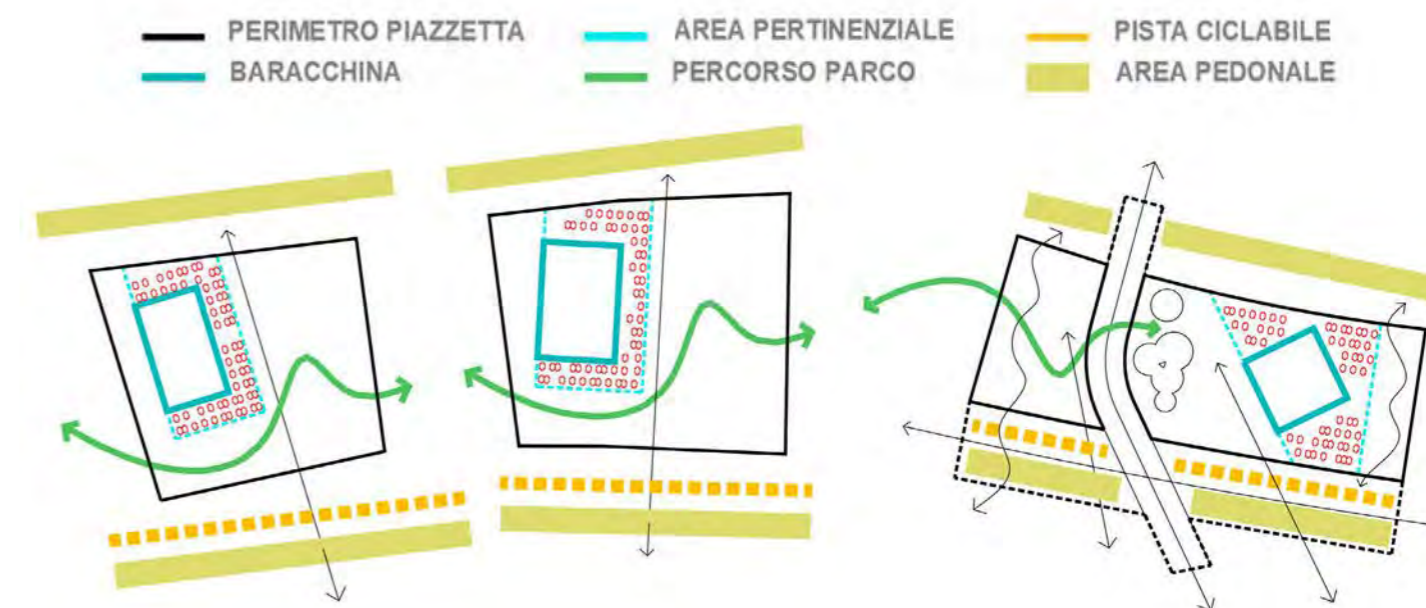 PERIMETRO PIAZZETTA AREA PERTINENZIALE PISTA CICLABILE
BARACCHINA PERCORSO PARCO AREA PEDONALE